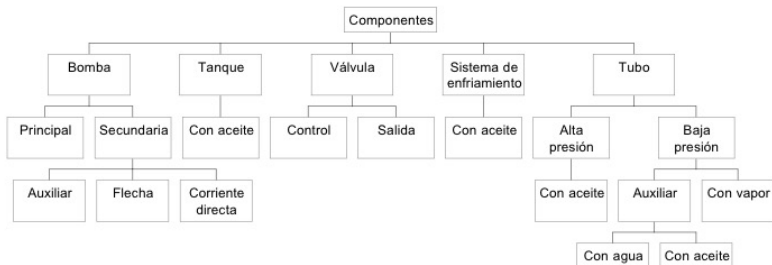 Componentes
Bomba
Tanque
Válvula
Sistema de
enfriamiento
Tubo
Principal
Secundaria
Con aceite
Control
Salida
Con aceite
Alta
presión
Baja
presión
Auxiliar
Flecha
Corriente
directa
Con aceite
Auxiliar
Con vapor
Con agua
Con aceite